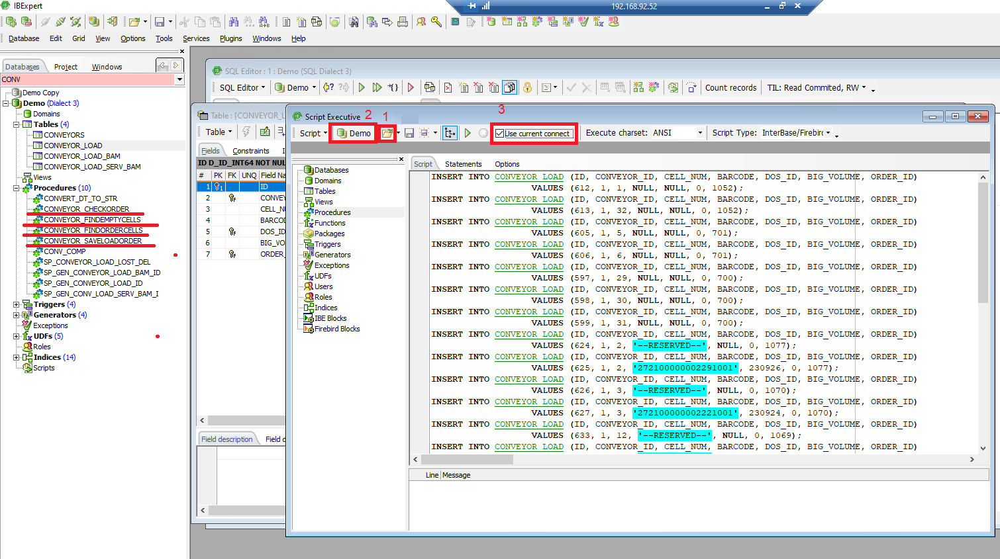 IBExpert
192.168.92.52
Database Edit Grid View Options Tools Services Plugins Windows Help
Databases Project Windows
CONV
Demo Copy
Demo (Dialect 3)
Domains
Tables (4)
CONVEYORS
CONVEYOR_LOAD
CONVEYOR_LOAD_BAM
CONVEYOR_LOAD_SERV_BAM
Views
Procedures (10)
CONVERT_DT_TO_STR
CONVEYOR_CHECKORDER
CONVEYOR_FINDEMPTYCELLS
CONVEYOR_FINDORDERCELLS
CONVEYOR_SAVELOADORDER
CONV_COMP
SP_CONVEYOR_LOAD_LOST_DEL
SP_GEN_CONVEYOR_LOAD_BAM_ID
SP_GEN_CONVEYOR_LOAD_ID
SP_GEN_CONV_LOAD_SERV_BAM_I
Triggers (4)
Generators (4)
Exceptions
UDFs (5)
Roles
Indices (14)
Scripts
SQL Editor : 1 : Demo (SQL Dialect 3)
SQL Editor Demo Count records TIL: Read Commited, RW
Table : [CONVEYOR_L
Table
Fields Constraints I
ID D_ID_INT64 NOT NUL
# PK FK UNQ Field Na
1 1 ID
2 F CONVEY
3 CELL_NU
4 BARCOD
5 F DOS_ID
6 BIG_VO
7 F ORDER_
Field description Field d
Script Executive 2 1 3
Script Demo Use current connect Execute charset: ANSI Script Type: InterBase/Firebird
Databases
Domains
Tables
Views
Procedures
Functions
Packages
Triggers
Generators
Exceptions
UDFs
Users
Roles
Indices
IBE Blocks
Firebird Blocks
Script Statements Options
INSERT INTO CONVEYOR_LOAD (ID, CONVEYOR_ID, CELL_NUM, BARCODE, DOS_ID, BIG_VOLUME, ORDER_ID)
VALUES (612, 1, 1, NULL, NULL, 0, 1052);
INSERT INTO CONVEYOR_LOAD (ID, CONVEYOR_ID, CELL_NUM, BARCODE, DOS_ID, BIG_VOLUME, ORDER_ID)
VALUES (613, 1, 32, NULL, NULL, 0, 1052);
INSERT INTO CONVEYOR_LOAD (ID, CONVEYOR_ID, CELL_NUM, BARCODE, DOS_ID, BIG_VOLUME, ORDER_ID)
VALUES (605, 1, 5, NULL, NULL, 0, 701);
INSERT INTO CONVEYOR_LOAD (ID, CONVEYOR_ID, CELL_NUM, BARCODE, DOS_ID, BIG_VOLUME, ORDER_ID)
VALUES (606, 1, 6, NULL, NULL, 0, 701);
INSERT INTO CONVEYOR_LOAD (ID, CONVEYOR_ID, CELL_NUM, BARCODE, DOS_ID, BIG_VOLUME, ORDER_ID)
VALUES (597, 1, 29, NULL, NULL, 0, 700);
INSERT INTO CONVEYOR_LOAD (ID, CONVEYOR_ID, CELL_NUM, BARCODE, DOS_ID, BIG_VOLUME, ORDER_ID)
VALUES (598, 1, 30, NULL, NULL, 0, 700);
INSERT INTO CONVEYOR_LOAD (ID, CONVEYOR_ID, CELL_NUM, BARCODE, DOS_ID, BIG_VOLUME, ORDER_ID)
VALUES (599, 1, 31, NULL, NULL, 0, 700);
INSERT INTO CONVEYOR_LOAD (ID, CONVEYOR_ID, CELL_NUM, BARCODE, DOS_ID, BIG_VOLUME, ORDER_ID)
VALUES (624, 1, 2, '--RESERVED--', NULL, 0, 1077);
INSERT INTO CONVEYOR_LOAD (ID, CONVEYOR_ID, CELL_NUM, BARCODE, DOS_ID, BIG_VOLUME, ORDER_ID)
VALUES (625, 1, 2, '272100000002291001', 230926, 0, 1077);
INSERT INTO CONVEYOR_LOAD (ID, CONVEYOR_ID, CELL_NUM, BARCODE, DOS_ID, BIG_VOLUME, ORDER_ID)
VALUES (626, 1, 3, '--RESERVED--', NULL, 0, 1070);
INSERT INTO CONVEYOR_LOAD (ID, CONVEYOR_ID, CELL_NUM, BARCODE, DOS_ID, BIG_VOLUME, ORDER_ID)
VALUES (627, 1, 3, '272100000002221001', 230924, 0, 1070);
INSERT INTO CONVEYOR_LOAD (ID, CONVEYOR_ID, CELL_NUM, BARCODE, DOS_ID, BIG_VOLUME, ORDER_ID)
VALUES (633, 1, 12, '--RESERVED--', NULL, 0, 1069);
INSERT INTO CONVEYOR_LOAD (ID, CONVEYOR_ID, CELL_NUM, BARCODE, DOS_ID, BIG_VOLUME, ORDER_ID)
Line Message